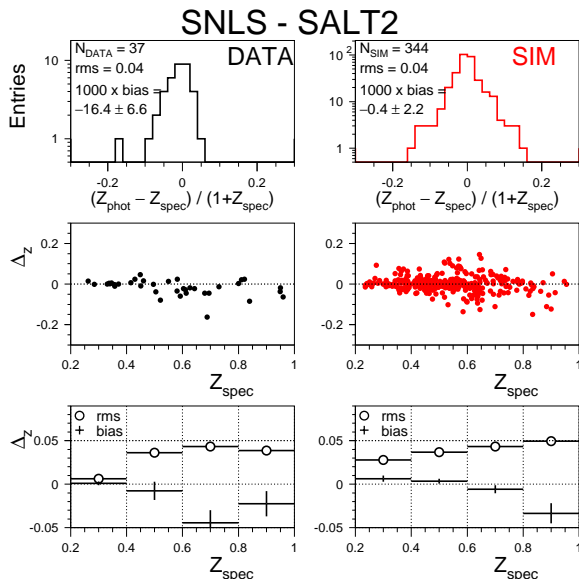 SNLS - SALT2
N_DATA = 37
rms = 0.04
1000 x bias =
−16.4 ± 6.6
DATA
Entries
1
10
-0.2 0 0.2
(Z_phot − Z_spec) / (1+Z_spec)
N_SIM = 344
rms = 0.04
1000 x bias =
−0.4 ± 2.2
SIM
10²
10
1
-0.2 0 0.2
(Z_phot − Z_spec) / (1+Z_spec)
Δ_z
0.2
0
-0.2
0.2 0.4 0.6 0.8 1
Z_spec
0.2
0
-0.2
0.2 0.4 0.6 0.8 1
Z_spec
Δ_z
rms
bias
0.05
0
-0.05
0.2 0.4 0.6 0.8 1
Z_spec
rms
bias
0.05
0
-0.05
0.2 0.4 0.6 0.8 1
Z_spec